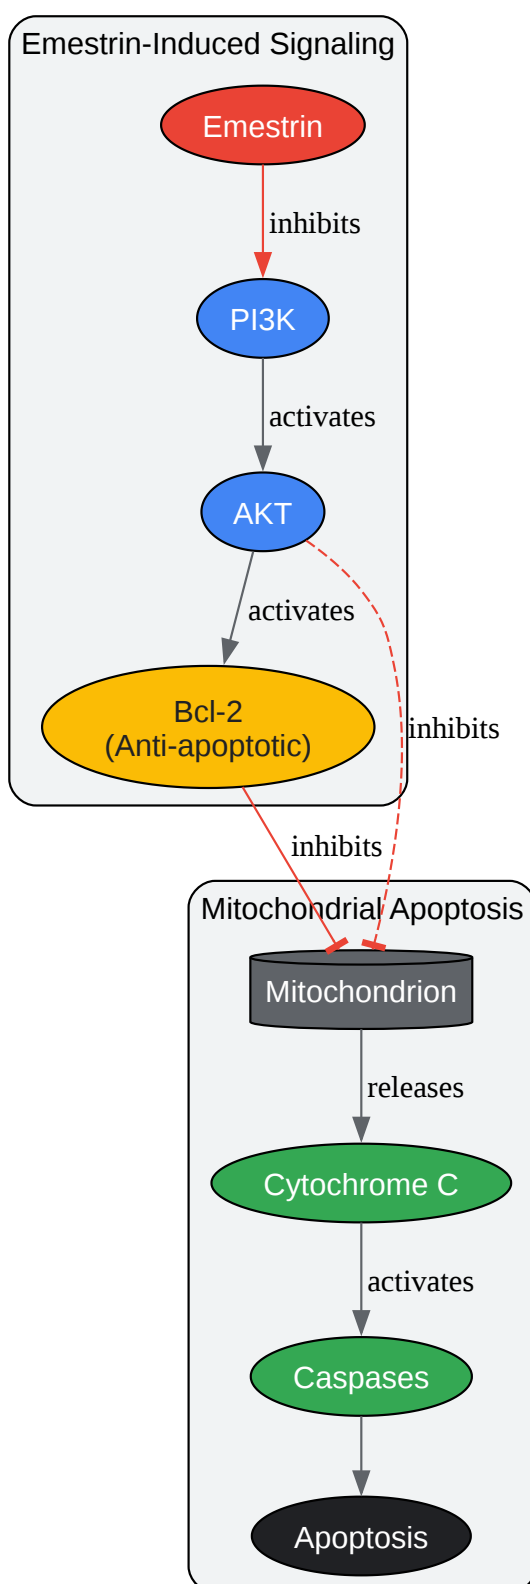 Emestrin-Induced Signaling
Emestrin
inhibits
PI3K
activates
AKT
activates
Bcl-2
(Anti-apoptotic)
inhibits
inhibits
Mitochondrial Apoptosis
Mitochondrion
releases
Cytochrome C
activates
Caspases
Apoptosis